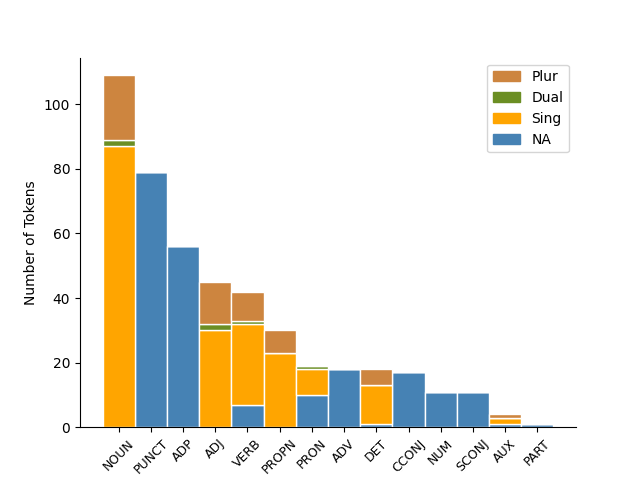 Plur
Dual
Sing
NA
Number of Tokens
100
80
60
40
20
0
NOUN
PUNCT
ADP
ADJ
VERB
PROPN
PRON
ADV
DET
CCONJ
NUM
SCONJ
AUX
PART